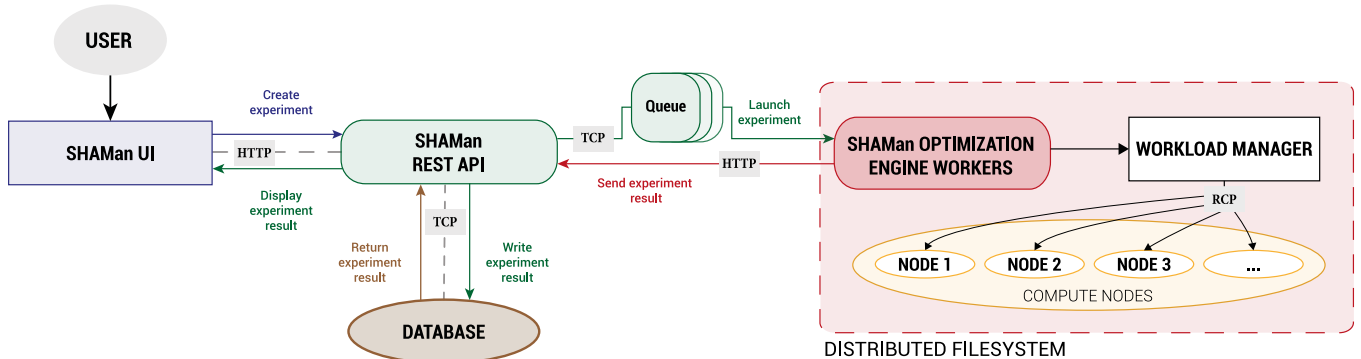 USER
Create
experiment
SHAMan UI
HTTP
Display
experiment
result
SHAMan
REST API
TCP
Queue
Launch
experiment
HTTP
Send experiment
result
TCP
Return
experiment
result
Write
experiment
result
DATABASE
SHAMan OPTIMIZATION
ENGINE WORKERS
WORKLOAD MANAGER
RCP
NODE 1
NODE 2
NODE 3
...
COMPUTE NODES
DISTRIBUTED FILESYSTEM